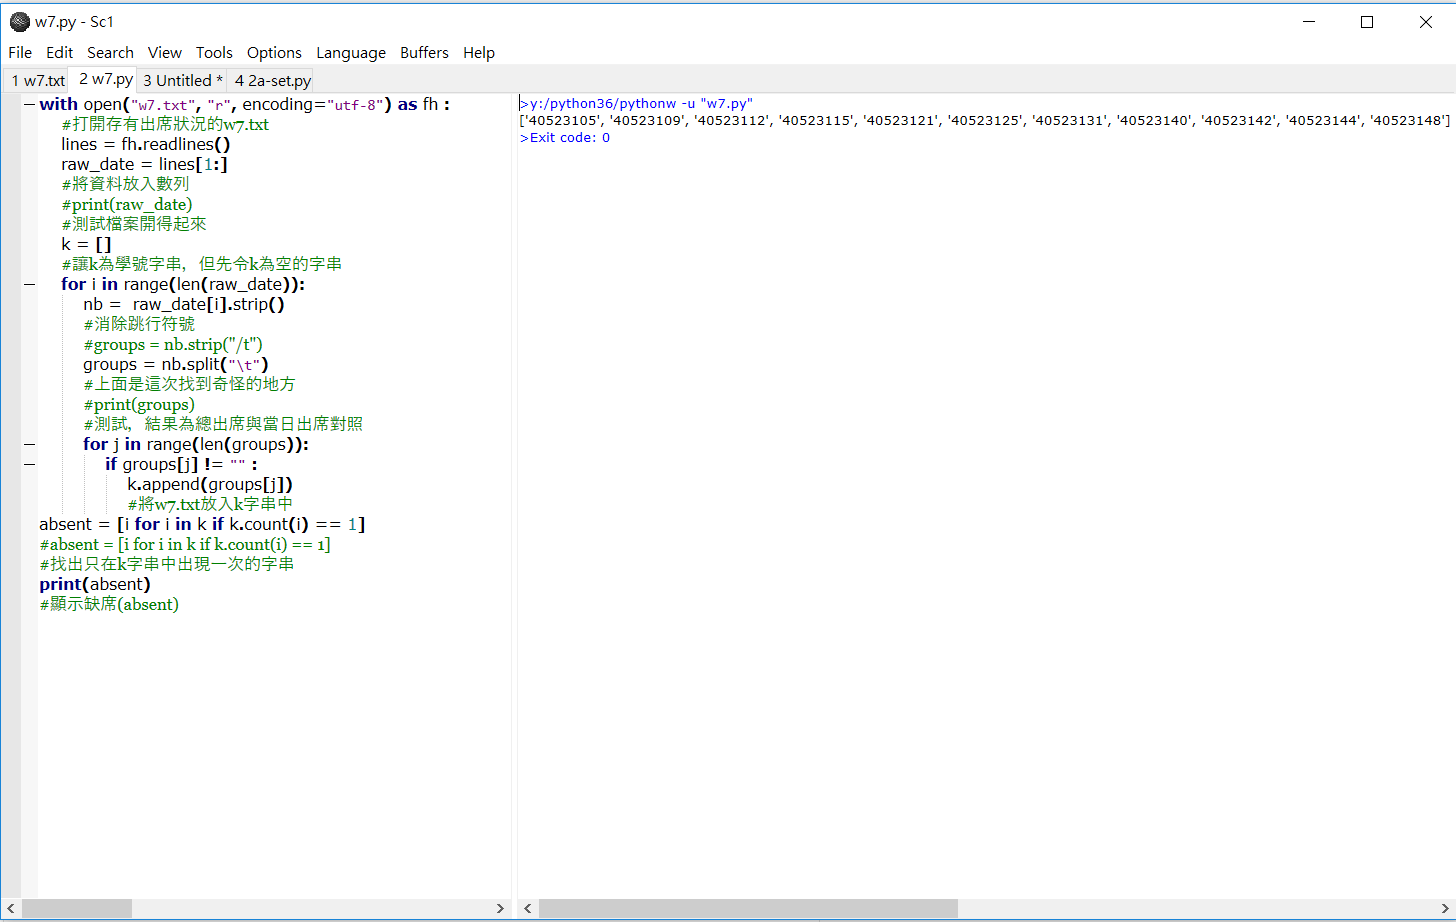 w7.py - Sc1
File Edit Search View Tools Options Language Buffers Help
1 w7.txt 2 w7.py 3 Untitled * 4 2a-set.py
with open("w7.txt", "r", encoding="utf-8") as fh :
#打開存有出席狀況的w7.txt
lines = fh.readlines()
raw_date = lines[1:]
#將資料放入數列
#print(raw_date)
#測試檔案開得起來
k = []
#讓k為學號字串，但先令k為空的字串
for i in range(len(raw_date)):
nb =  raw_date[i].strip()
#消除跳行符號
#groups = nb.strip("/t")
groups = nb.split("\t")
#上面是這次找到奇怪的地方
#print(groups)
#測試，結果為總出席與當日出席對照
for j in range(len(groups)):
if groups[j] != "" :
k.append(groups[j])
#將w7.txt放入k字串中
absent = [i for i in k if k.count(i) == 1]
#absent = [i for i in k if k.count(i) == 1]
#找出只在k字串中出現一次的字串
print(absent)
#顯示缺席(absent)
>y:/python36/pythonw -u "w7.py"
['40523105', '40523109', '40523112', '40523115', '40523121', '40523125', '40523131', '40523140', '40523142', '40523144', '40523148']
>Exit code: 0